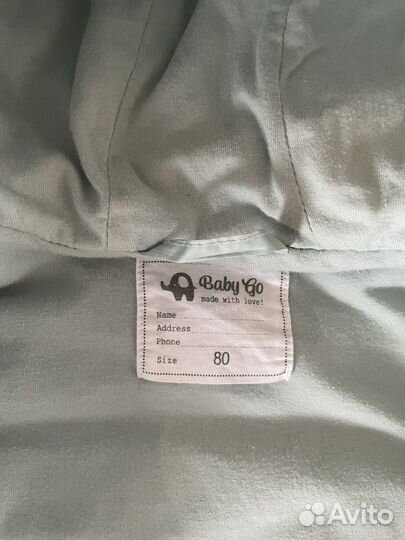 Baby Go
made with love!
Name
Address
Phone
Size 80
Avito